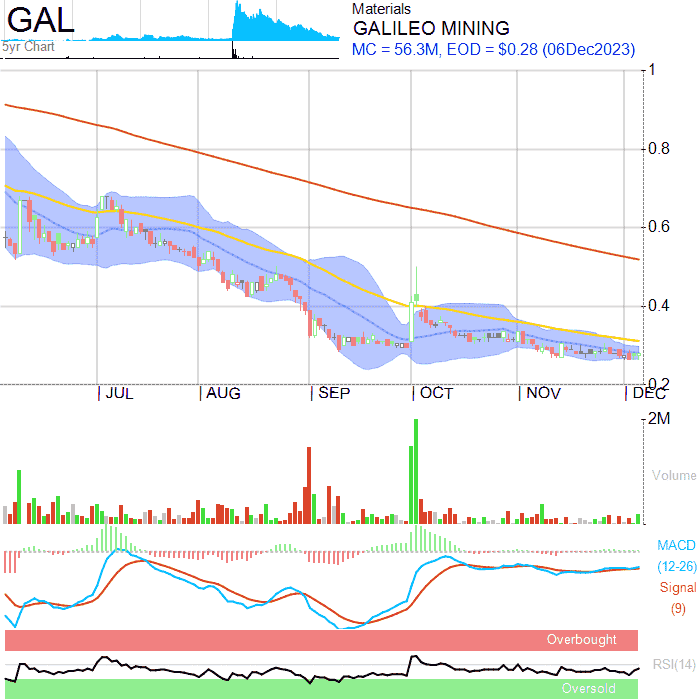 GAL
5yr Chart
Materials
GALILEO MINING
MC = 56.3M, EOD = $0.28 (06Dec2023)
1
0.8
0.6
0.4
0.2
JUL AUG SEP OCT NOV DEC
2M
Volume
MACD
(12-26)
Signal
(9)
Overbought
RSI(14)
Oversold